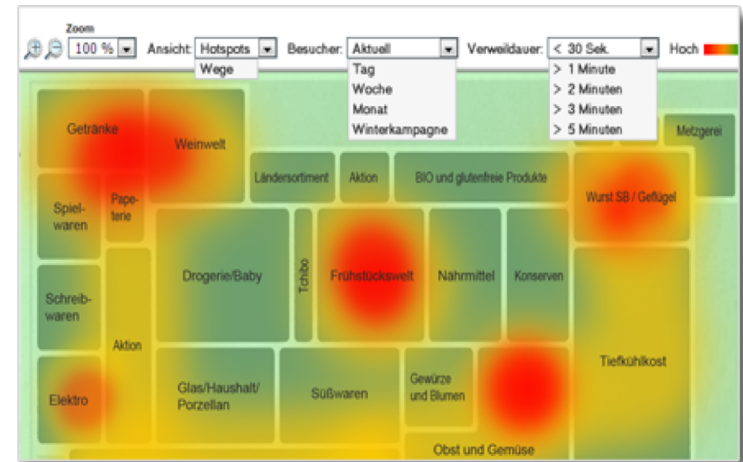 Zoom
100 % Ansicht: Hotspots Besucher: Aktuell Verweildauer: < 30 Sek. Hoch
Wege
Tag
Woche
Monat
Winterkampagne
> 1 Minute
> 2 Minuten
> 3 Minuten
> 5 Minuten
Getränke
Weinwelt
Metzgerei
Ländersortiment
Aktion
BIO und glutenfreie Produkte
Wurst SB / Geflügel
Spiel-
waren
Pape-
terie
Drogerie/Baby
Tchibo
Frühstückswelt
Nährmittel
Konserven
Schreib-
waren
Aktion
Tiefkühlkost
Elektro
Glas/Haushalt/
Porzellan
Süßwaren
Gewürze
und Blumen
Obst und Gemüse